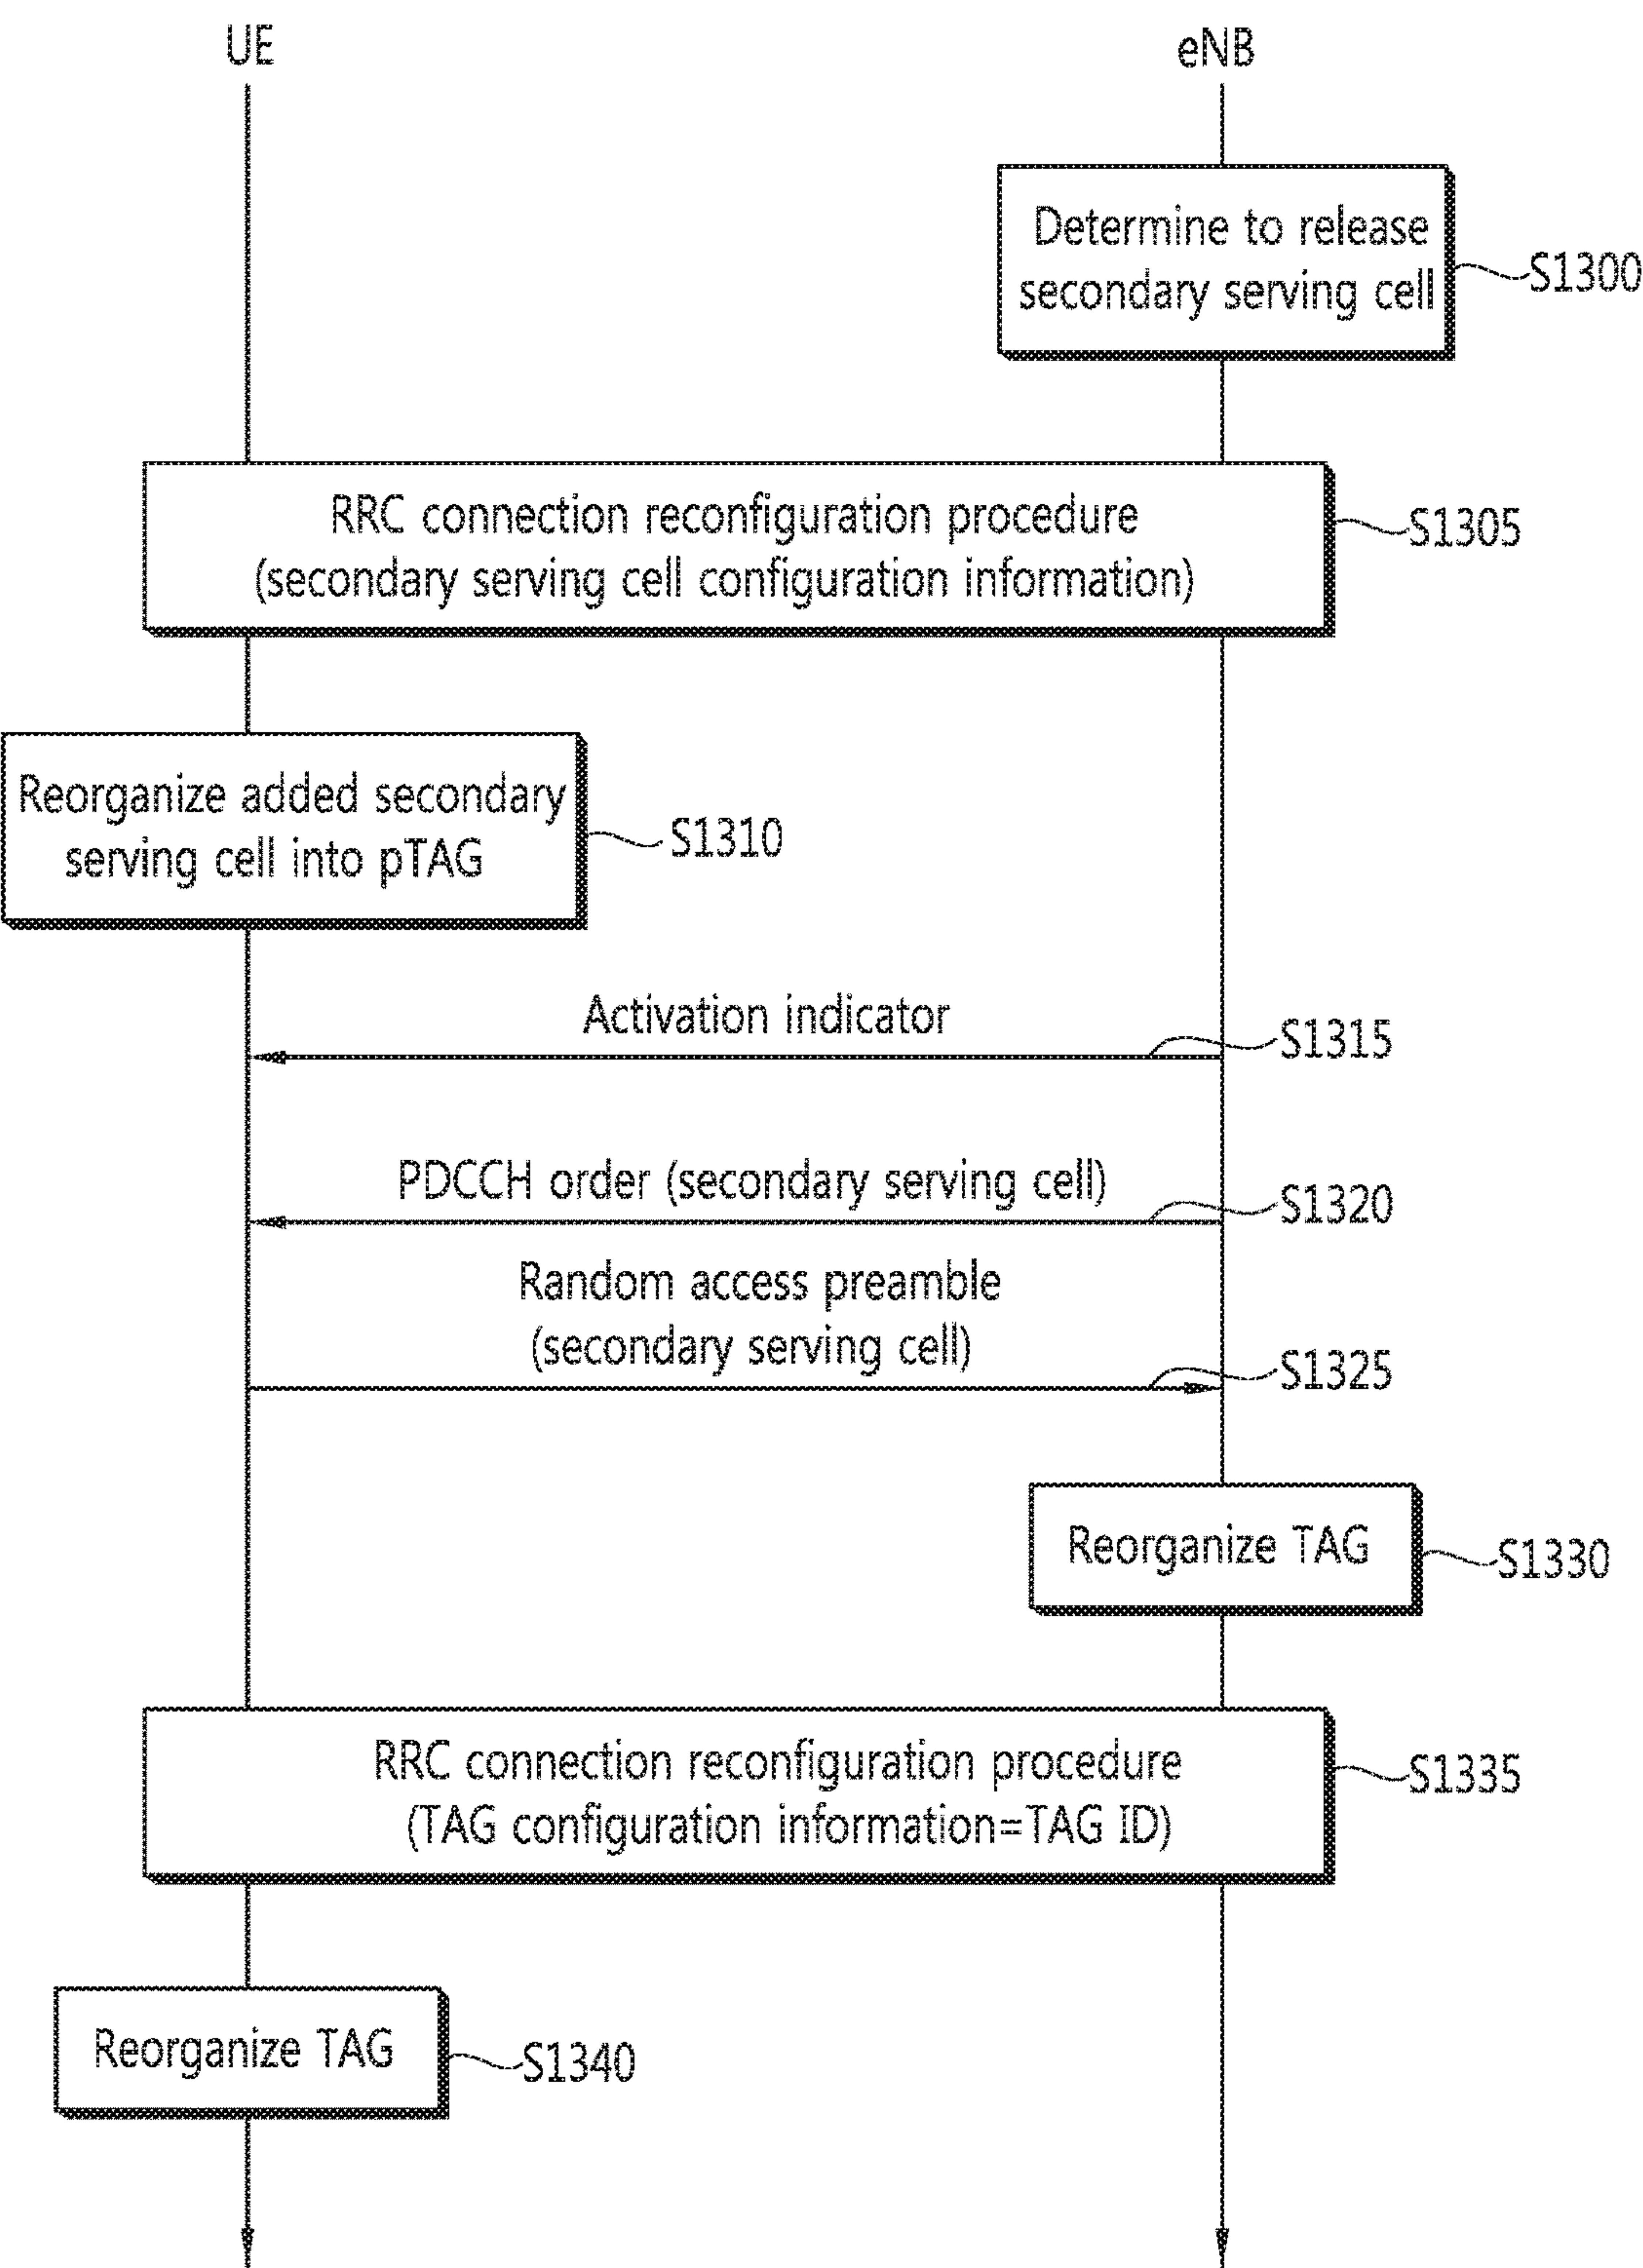 UE
eNB
Determine to release
secondary serving cell
S1300
RRC connection reconfiguration procedure
(secondary serving cell configuration information)
S1305
Reorganize added secondary
serving cell into pTAG
S1310
Activation indicator
S1315
PDCCH order (secondary serving cell)
S1320
Random access preamble
(secondary serving cell)
S1325
Reorganize TAG
S1330
RRC connection reconfiguration procedure
(TAG configuration information=TAG ID)
S1335
Reorganize TAG
S1340